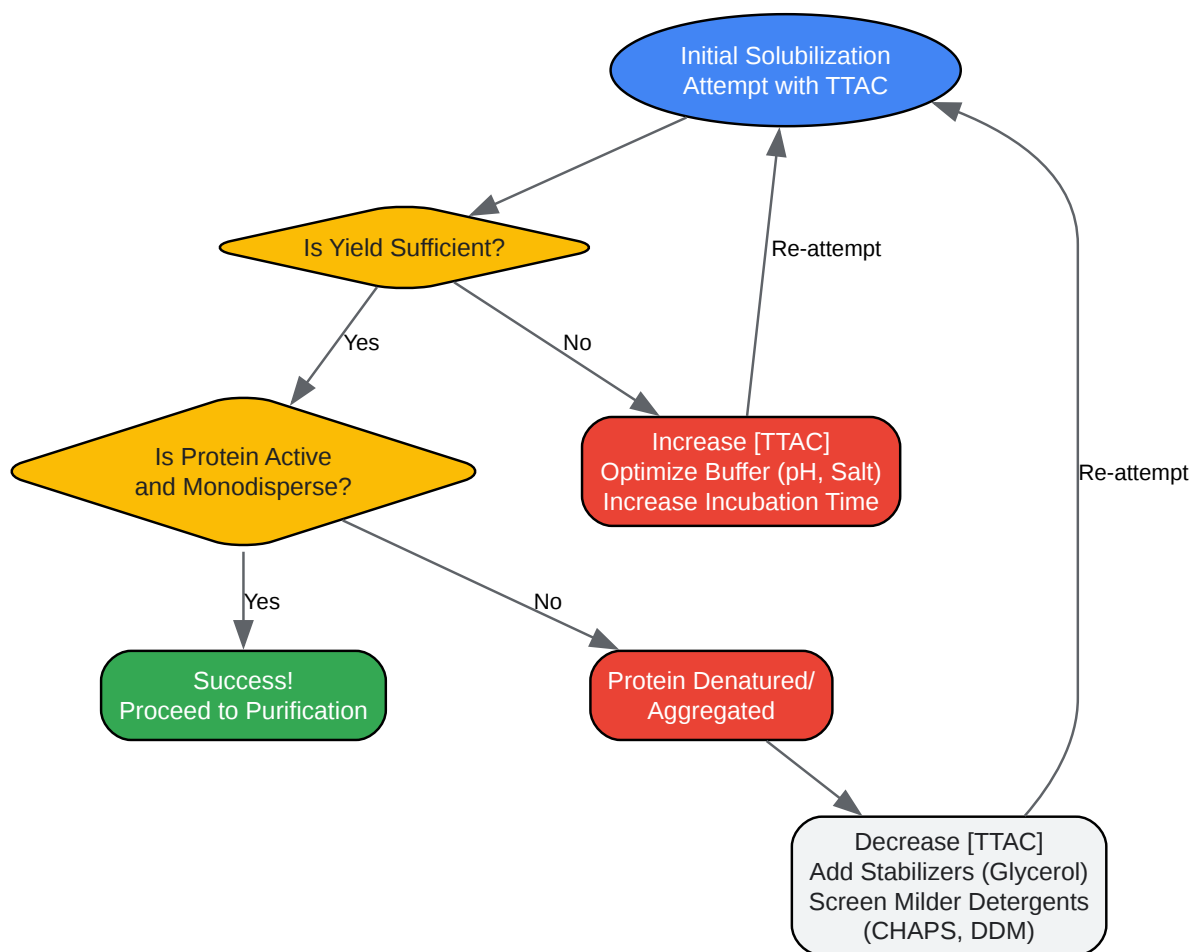 Initial Solubilization
Attempt with TTAC
Is Yield Sufficient?
Re-attempt
Yes
No
Is Protein Active
and Monodisperse?
Increase [TTAC]
Optimize Buffer (pH, Salt)
Increase Incubation Time
Re-attempt
Yes
No
Success!
Proceed to Purification
Protein Denatured/
Aggregated
Decrease [TTAC]
Add Stabilizers (Glycerol)
Screen Milder Detergents
(CHAPS, DDM)